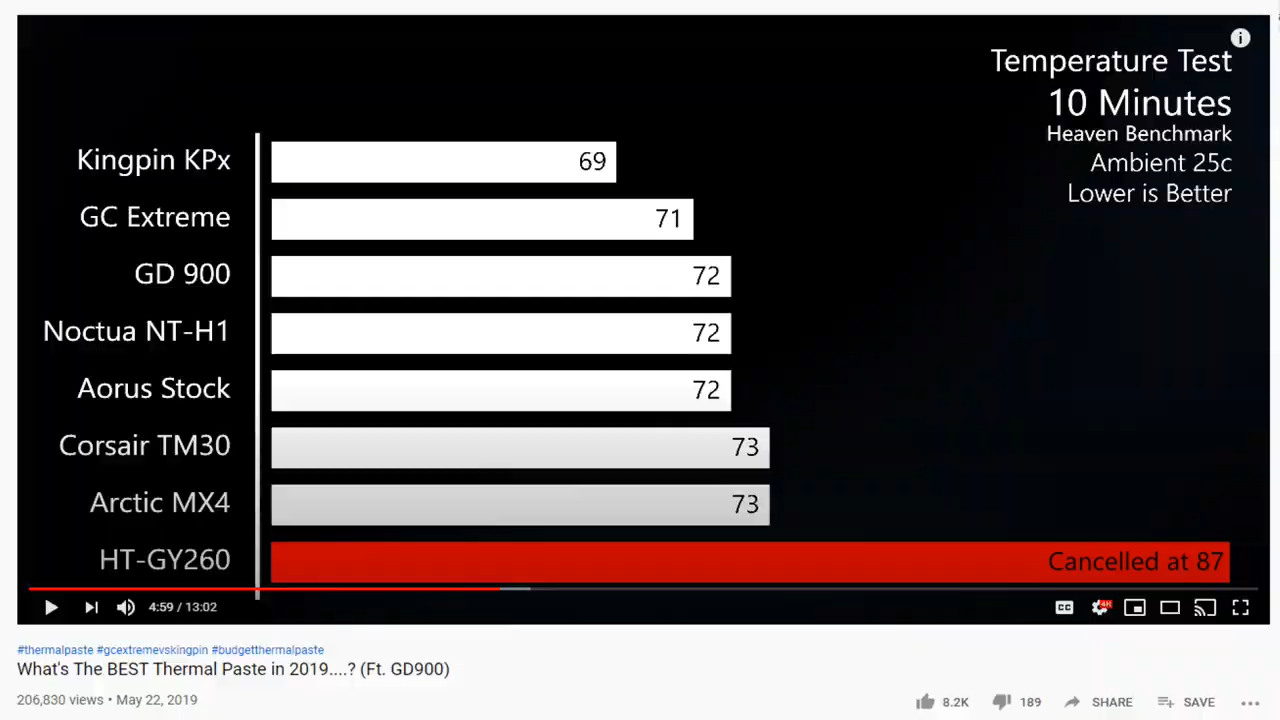 Temperature Test
10 Minutes
Heaven Benchmark
Ambient 25c
Lower is Better
Kingpin KPx 69
GC Extreme 71
GD 900 72
Noctua NT-H1 72
Aorus Stock 72
Corsair TM30 73
Arctic MX4 73
HT-GY260 Cancelled at 87
4:59 / 13:02
CC 4K
#thermalpaste #gcextremevskingpin #budgetthermalpaste
What's The BEST Thermal Paste in 2019....? (Ft. GD900)
206,830 views • May 22, 2019
8.2K 189 SHARE SAVE